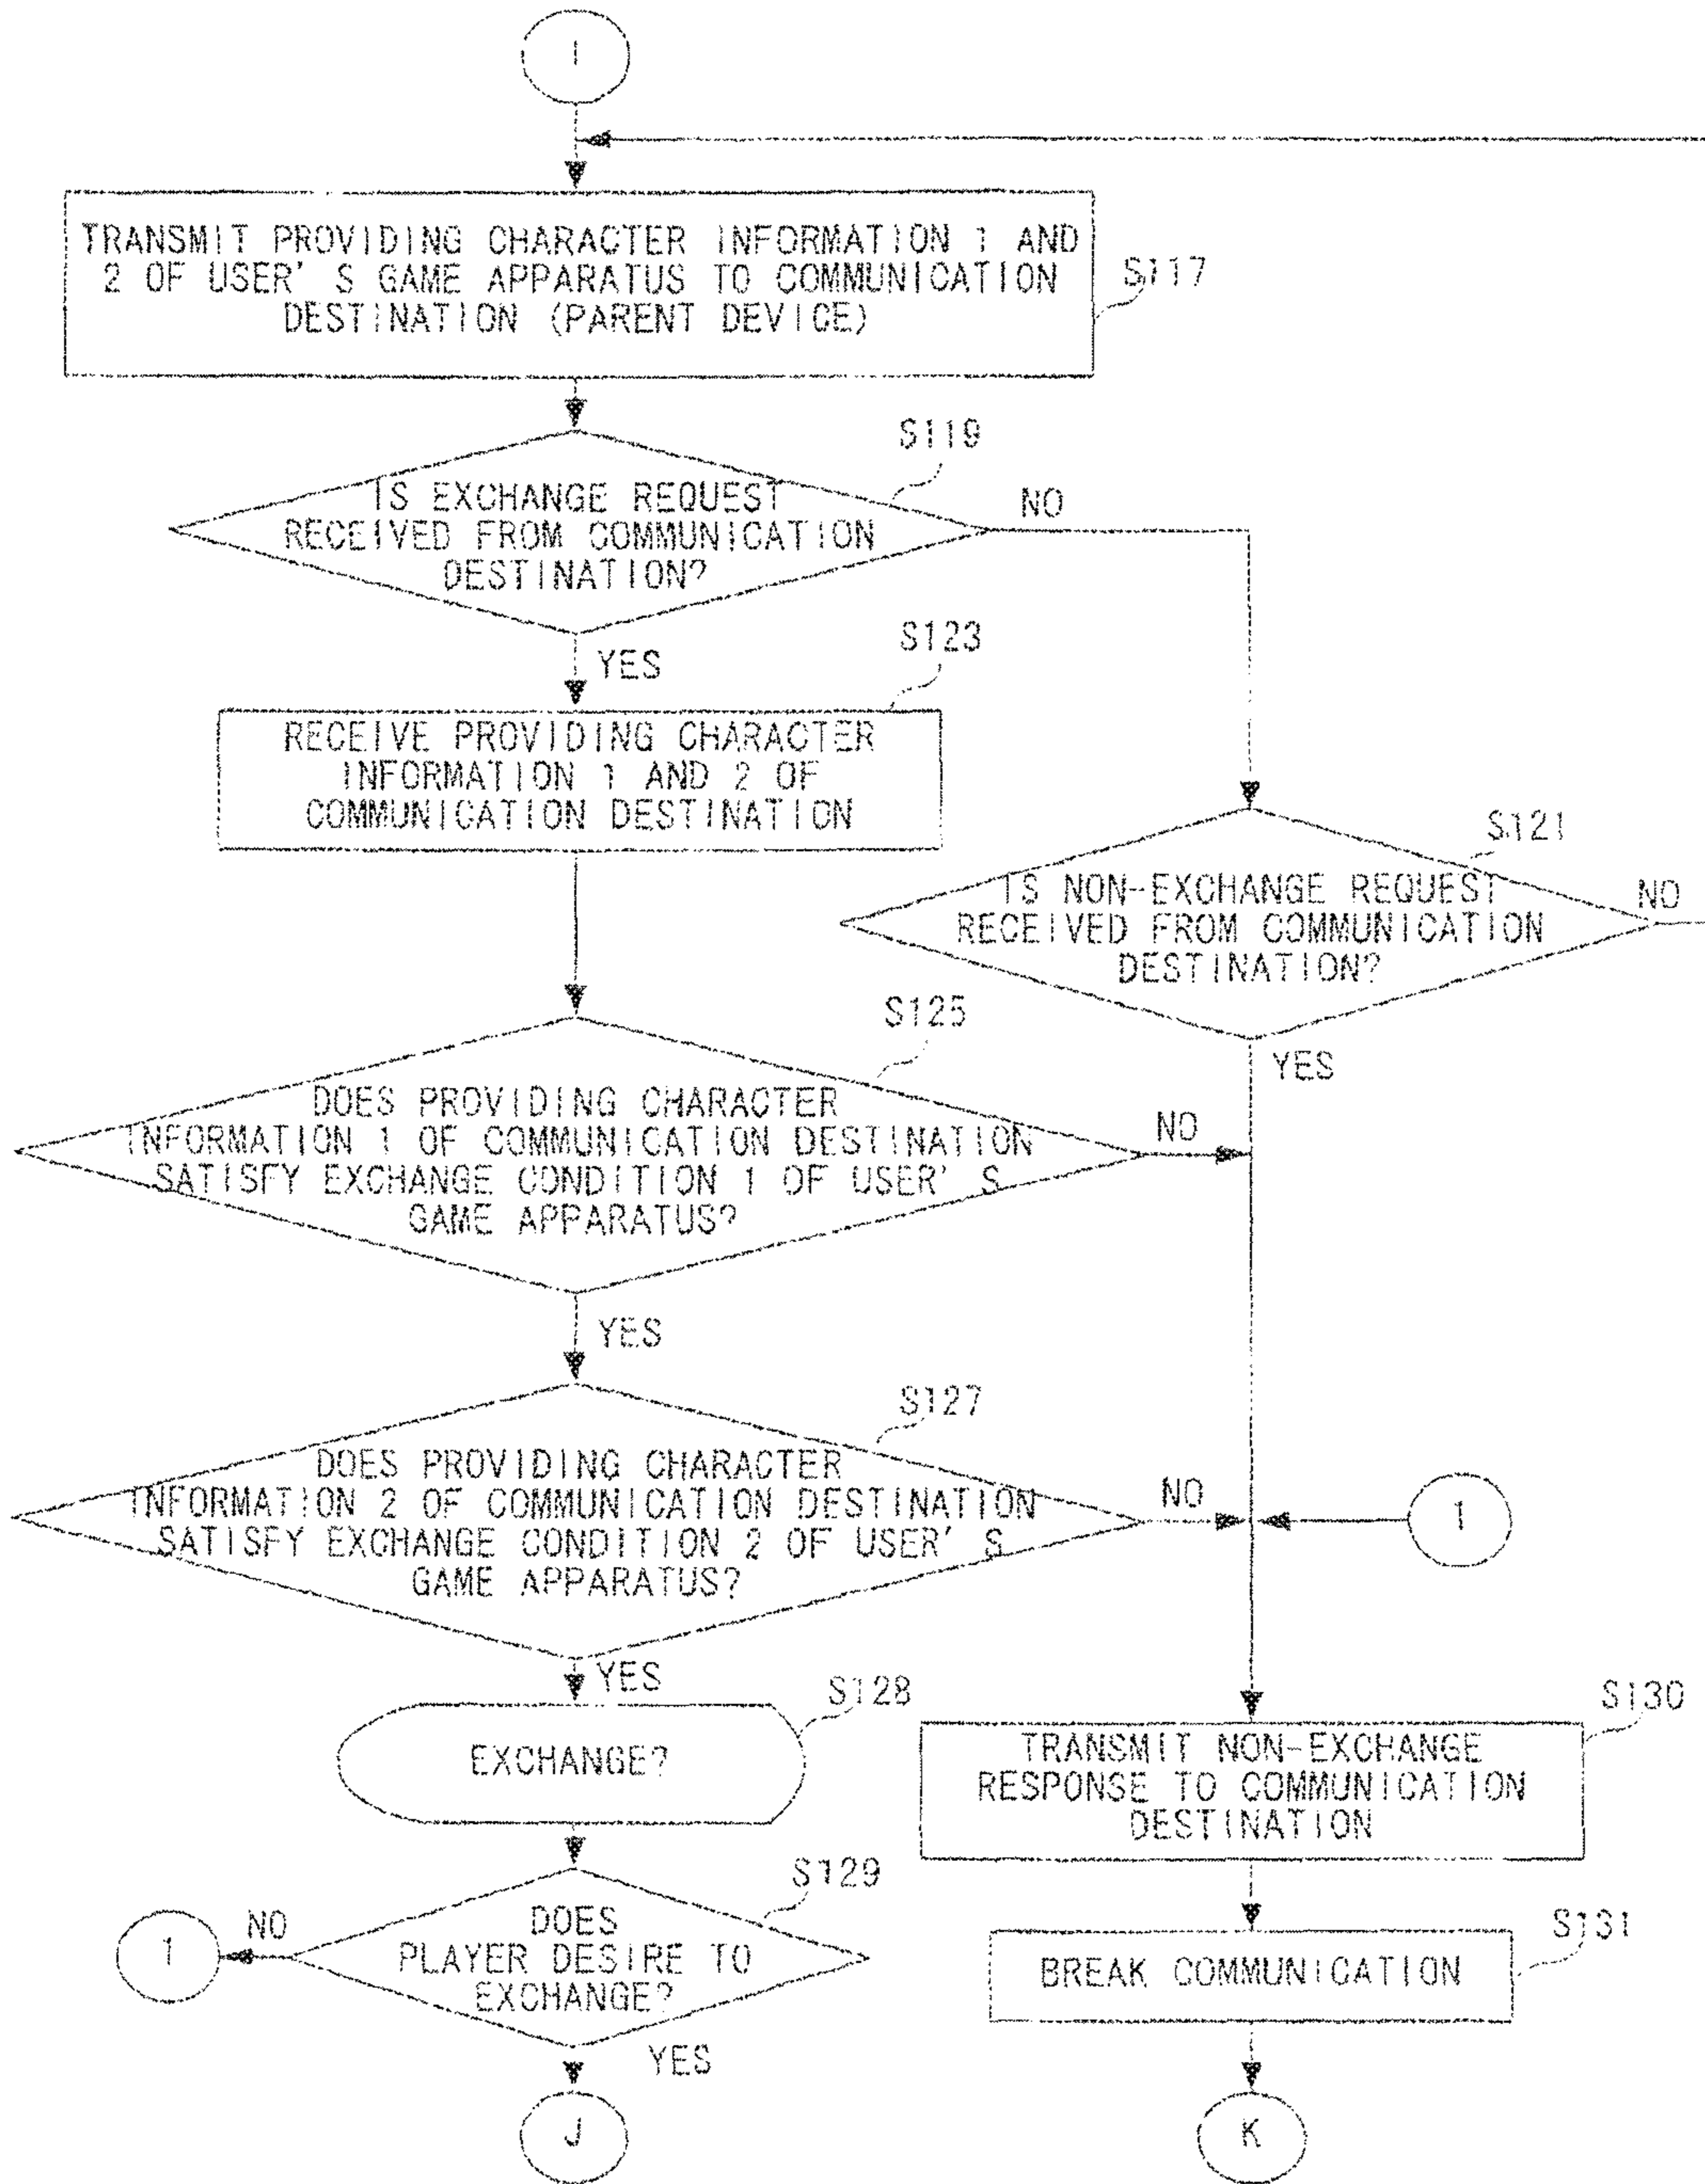 I
TRANSMIT PROVIDING CHARACTER INFORMATION 1 AND
2 OF USER'S GAME APPARATUS TO COMMUNICATION
DESTINATION (PARENT DEVICE)
S117
S119
IS EXCHANGE REQUEST
RECEIVED FROM COMMUNICATION
DESTINATION?
NO
YES
S123
RECEIVE PROVIDING CHARACTER
INFORMATION 1 AND 2 OF
COMMUNICATION DESTINATION
S121
IS NON-EXCHANGE REQUEST
RECEIVED FROM COMMUNICATION
DESTINATION?
NO
YES
S125
DOES PROVIDING CHARACTER
INFORMATION 1 OF COMMUNICATION DESTINATION
SATISFY EXCHANGE CONDITION 1 OF USER'S
GAME APPARATUS?
NO
YES
S127
DOES PROVIDING CHARACTER
INFORMATION 2 OF COMMUNICATION DESTINATION
SATISFY EXCHANGE CONDITION 2 OF USER'S
GAME APPARATUS?
NO
1
YES
S128
EXCHANGE?
S130
TRANSMIT NON-EXCHANGE
RESPONSE TO COMMUNICATION
DESTINATION
S129
DOES
PLAYER DESIRE TO
EXCHANGE?
NO
1
YES
S131
BREAK COMMUNICATION
J
K